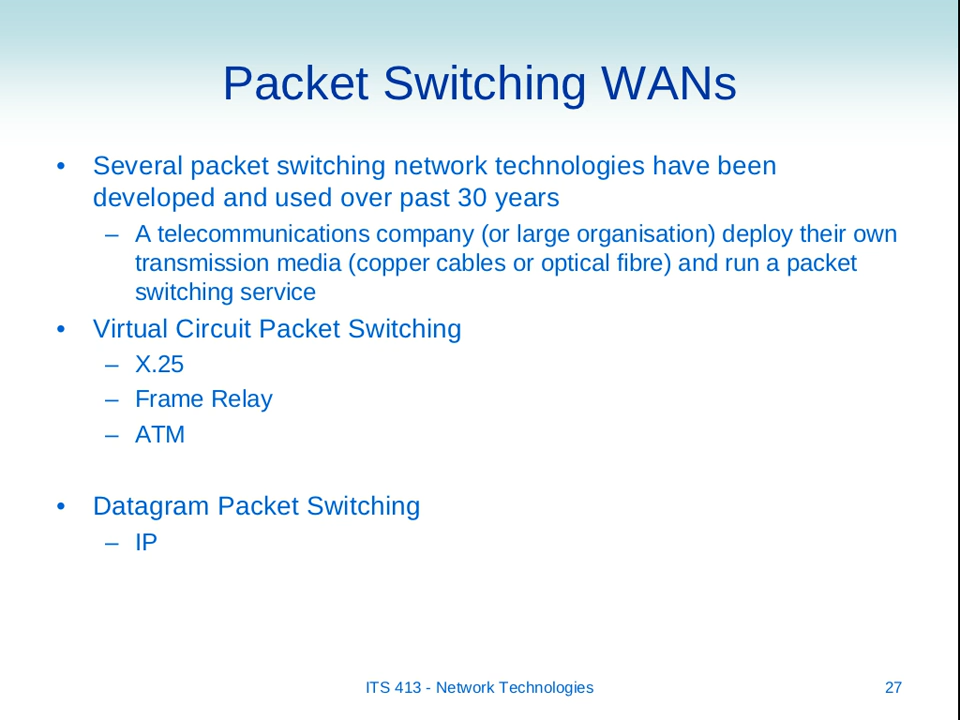 Packet Switching WANs
• Several packet switching network technologies have been
developed and used over past 30 years
– A telecommunications company (or large organisation) deploy their own
transmission media (copper cables or optical fibre) and run a packet
switching service
• Virtual Circuit Packet Switching
– X.25
– Frame Relay
– ATM
• Datagram Packet Switching
– IP
ITS 413 - Network Technologies
27